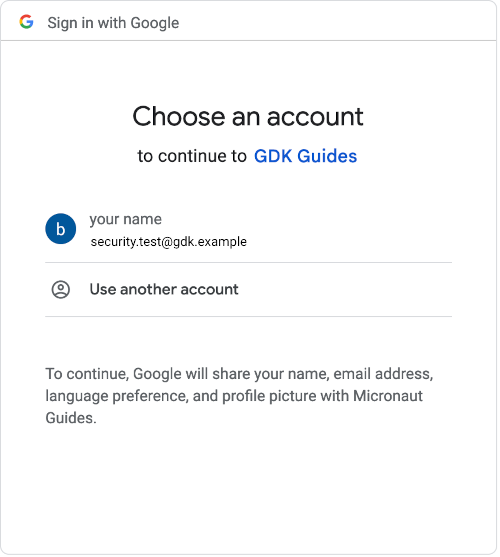 Sign in with Google
Choose an account
to continue to GDK Guides
b
your name
security.test@gdk.example
Use another account
To continue, Google will share your name, email address,
language preference, and profile picture with Micronaut
Guides.